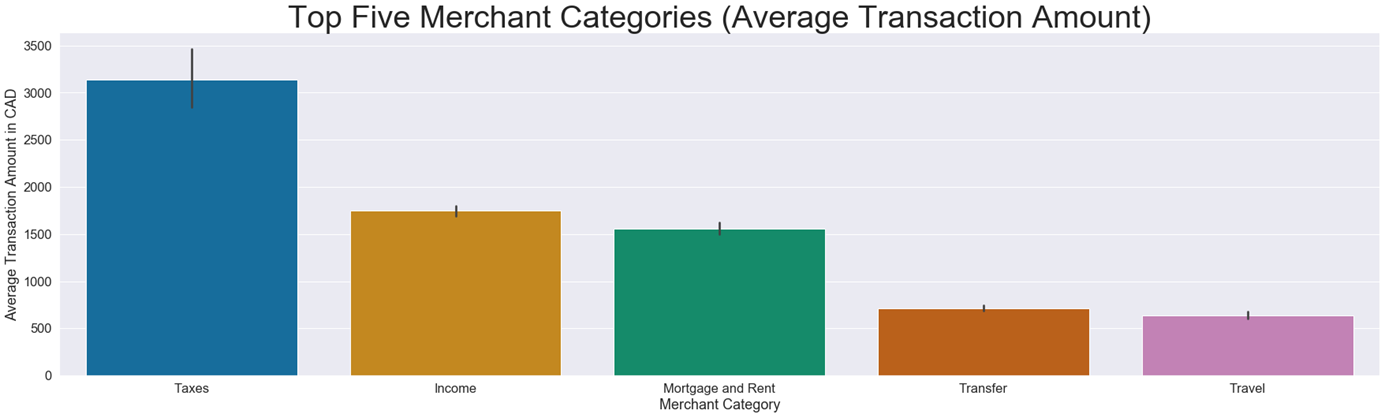 Top Five Merchant Categories (Average Transaction Amount)
Average Transaction Amount in CAD
3500
3000
2500
2000
1500
1000
500
0
Taxes Income Mortgage and Rent Transfer Travel
Merchant Category